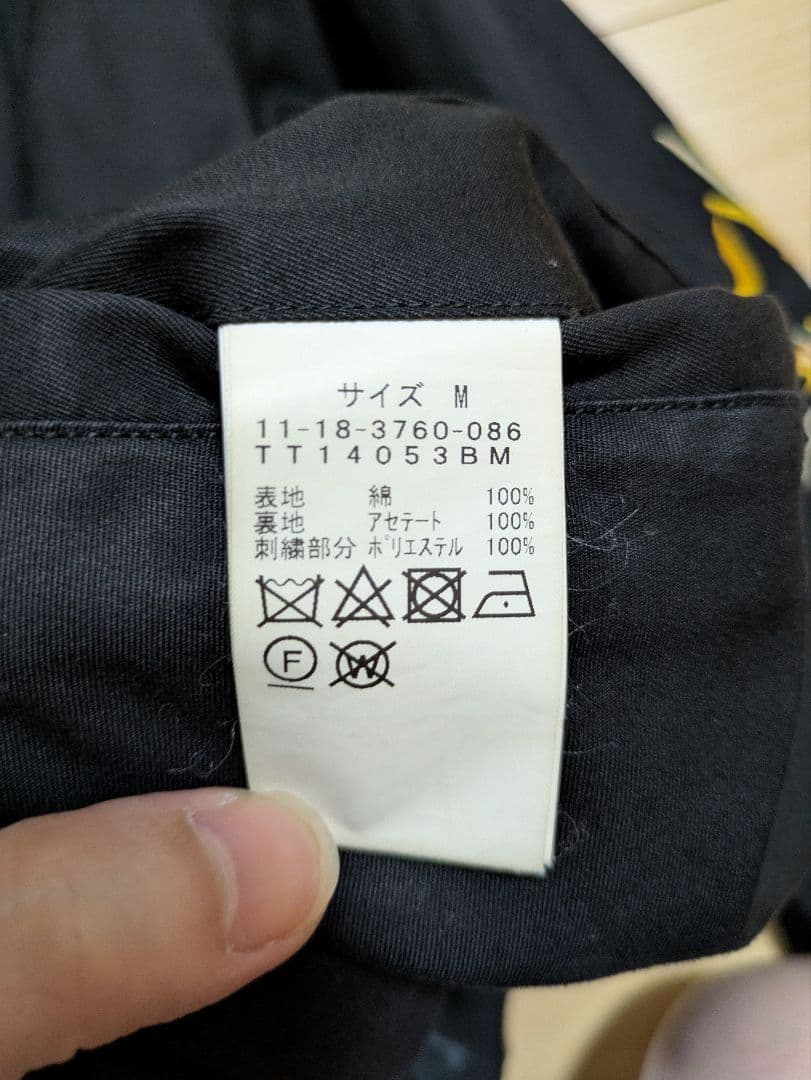 サイズ M
11-18-3760-086
TT14053BM
表地 綿 100%
裏地 アセテート 100%
刺繍部分 ポリエステル 100%
F
W